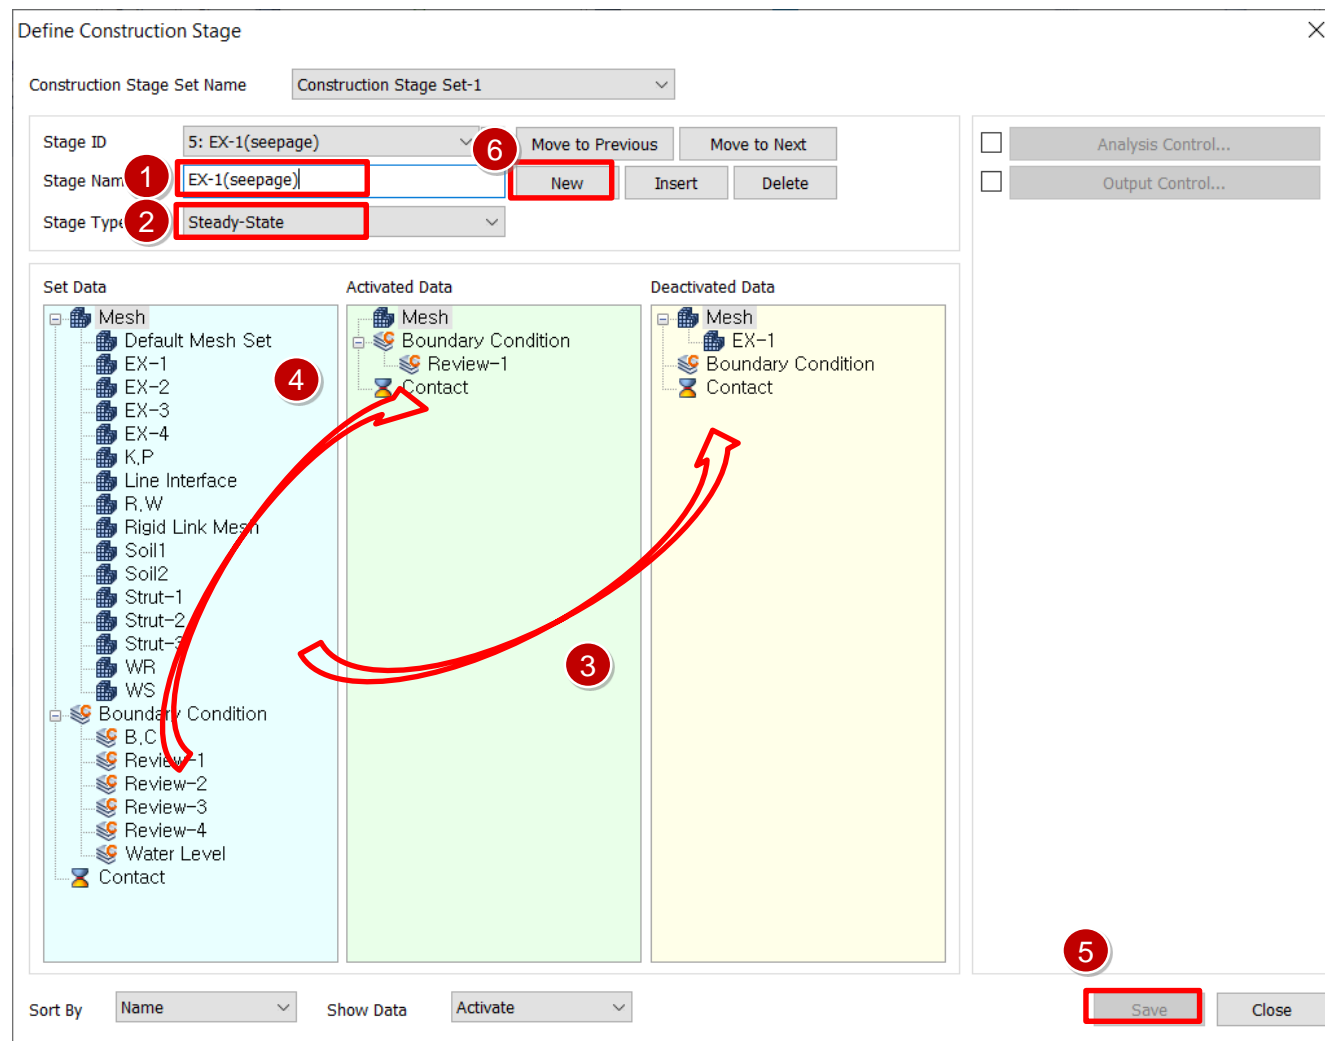 Define Construction Stage
Construction Stage Set Name Construction Stage Set-1
Stage ID 5: EX-1(seepage) 6 Move to Previous Move to Next Analysis Control...
Stage Nam 1 EX-1(seepage) New Insert Delete Output Control...
Stage Type 2 Steady-State
Set Data Activated Data Deactivated Data
Mesh Mesh Mesh
Default Mesh Set Boundary Condition EX-1
EX-1 Review-1 Boundary Condition
EX-2 4 Contact Contact
EX-3
EX-4
K,P
Line Interface
R,W
Rigid Link Mesh
Soil1
Soil2
Strut-1
Strut-2
Strut-3
3
WR
WS
Boundary Condition
B,C
Review-1
Review-2
Review-3
Review-4
Water Level
Contact
5
Sort By Name Show Data Activate Save Close